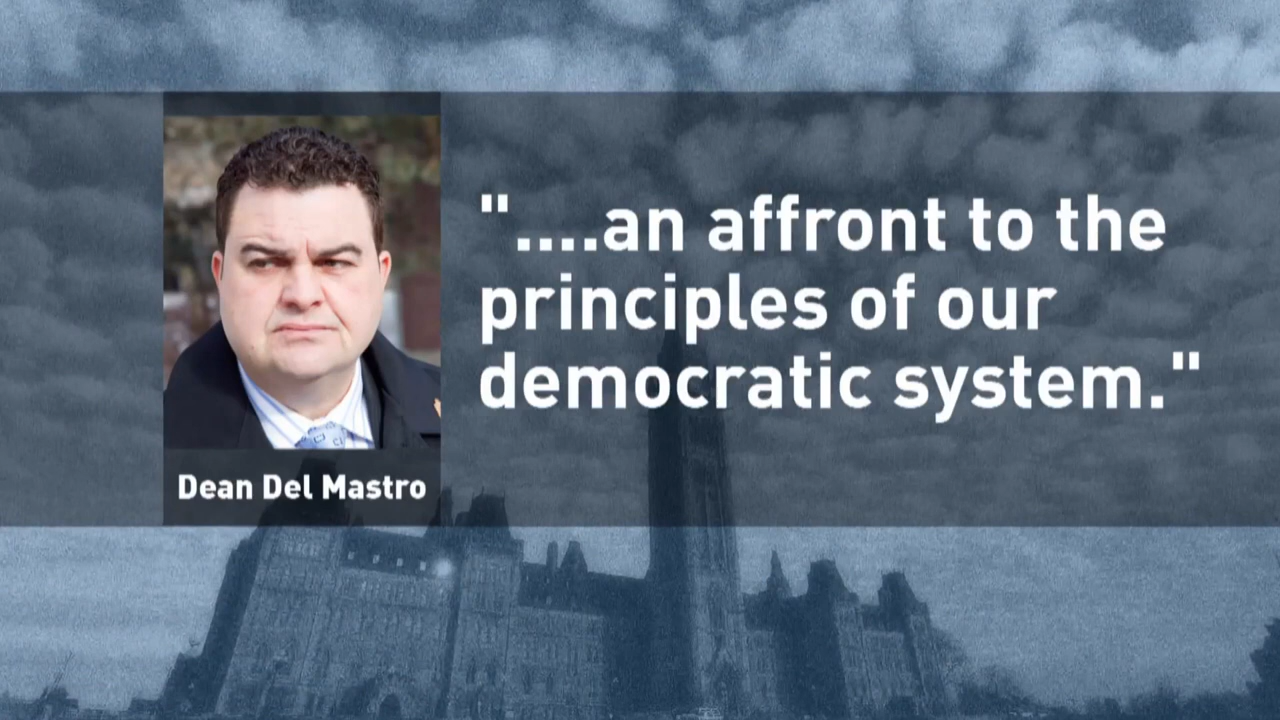 "....an affront to the
principles of our
democratic system."
Dean Del Mastro